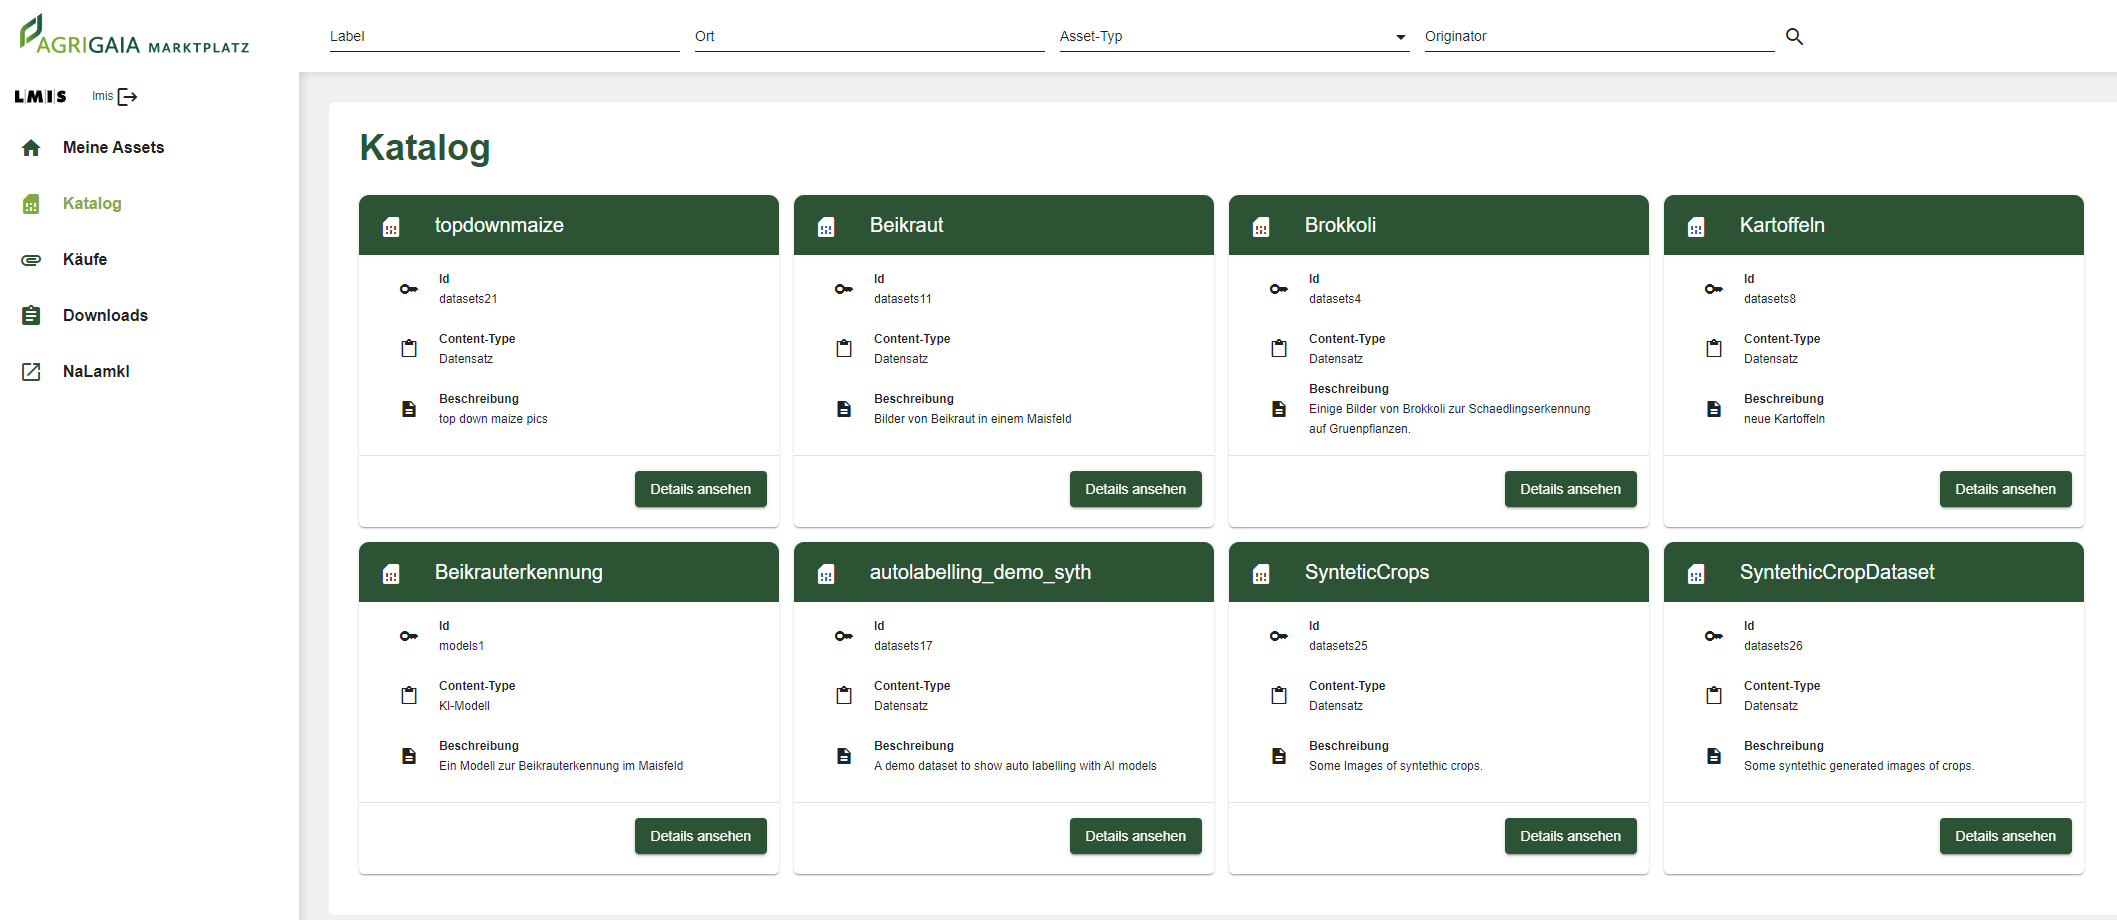 AGRIGAIA MARKTPLATZ
Label
Ort
Asset-Typ
Originator
LMIS
lmis
Meine Assets
Katalog
Käufe
Downloads
NaLamkI
Katalog
topdownmaize
Id
datasets21
Content-Type
Datensatz
Beschreibung
top down maize pics
Details ansehen
Beikraut
Id
datasets11
Content-Type
Datensatz
Beschreibung
Bilder von Beikraut in einem Maisfeld
Details ansehen
Brokkoli
Id
datasets4
Content-Type
Datensatz
Beschreibung
Einige Bilder von Brokkoli zur Schaedlingserkennung
auf Gruenpflanzen.
Details ansehen
Kartoffeln
Id
datasets8
Content-Type
Datensatz
Beschreibung
neue Kartoffeln
Details ansehen
Beikrauterkennung
Id
models1
Content-Type
KI-Modell
Beschreibung
Ein Modell zur Beikrauterkennung im Maisfeld
Details ansehen
autolabelling_demo_syth
Id
datasets17
Content-Type
Datensatz
Beschreibung
A demo dataset to show auto labelling with AI models
Details ansehen
SynteticCrops
Id
datasets25
Content-Type
Datensatz
Beschreibung
Some Images of syntethic crops.
Details ansehen
SyntethicCropDataset
Id
datasets26
Content-Type
Datensatz
Beschreibung
Some syntethic generated images of crops.
Details ansehen